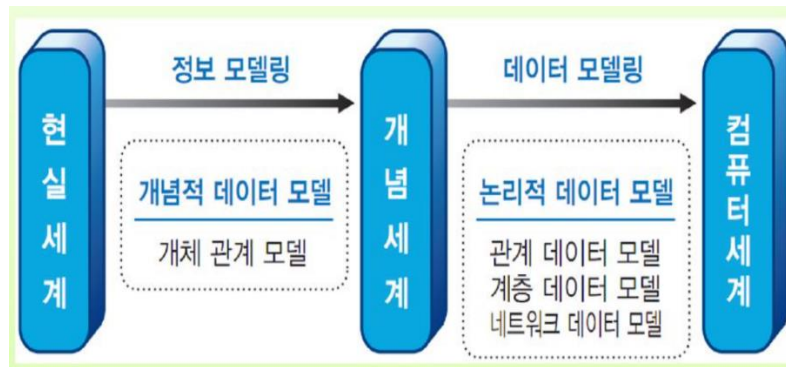 현실세계
정보 모델링
개념적 데이터 모델
개체 관계 모델
개념세계
데이터 모델링
논리적 데이터 모델
관계 데이터 모델
계층 데이터 모델
네트워크 데이터 모델
컴퓨터세계